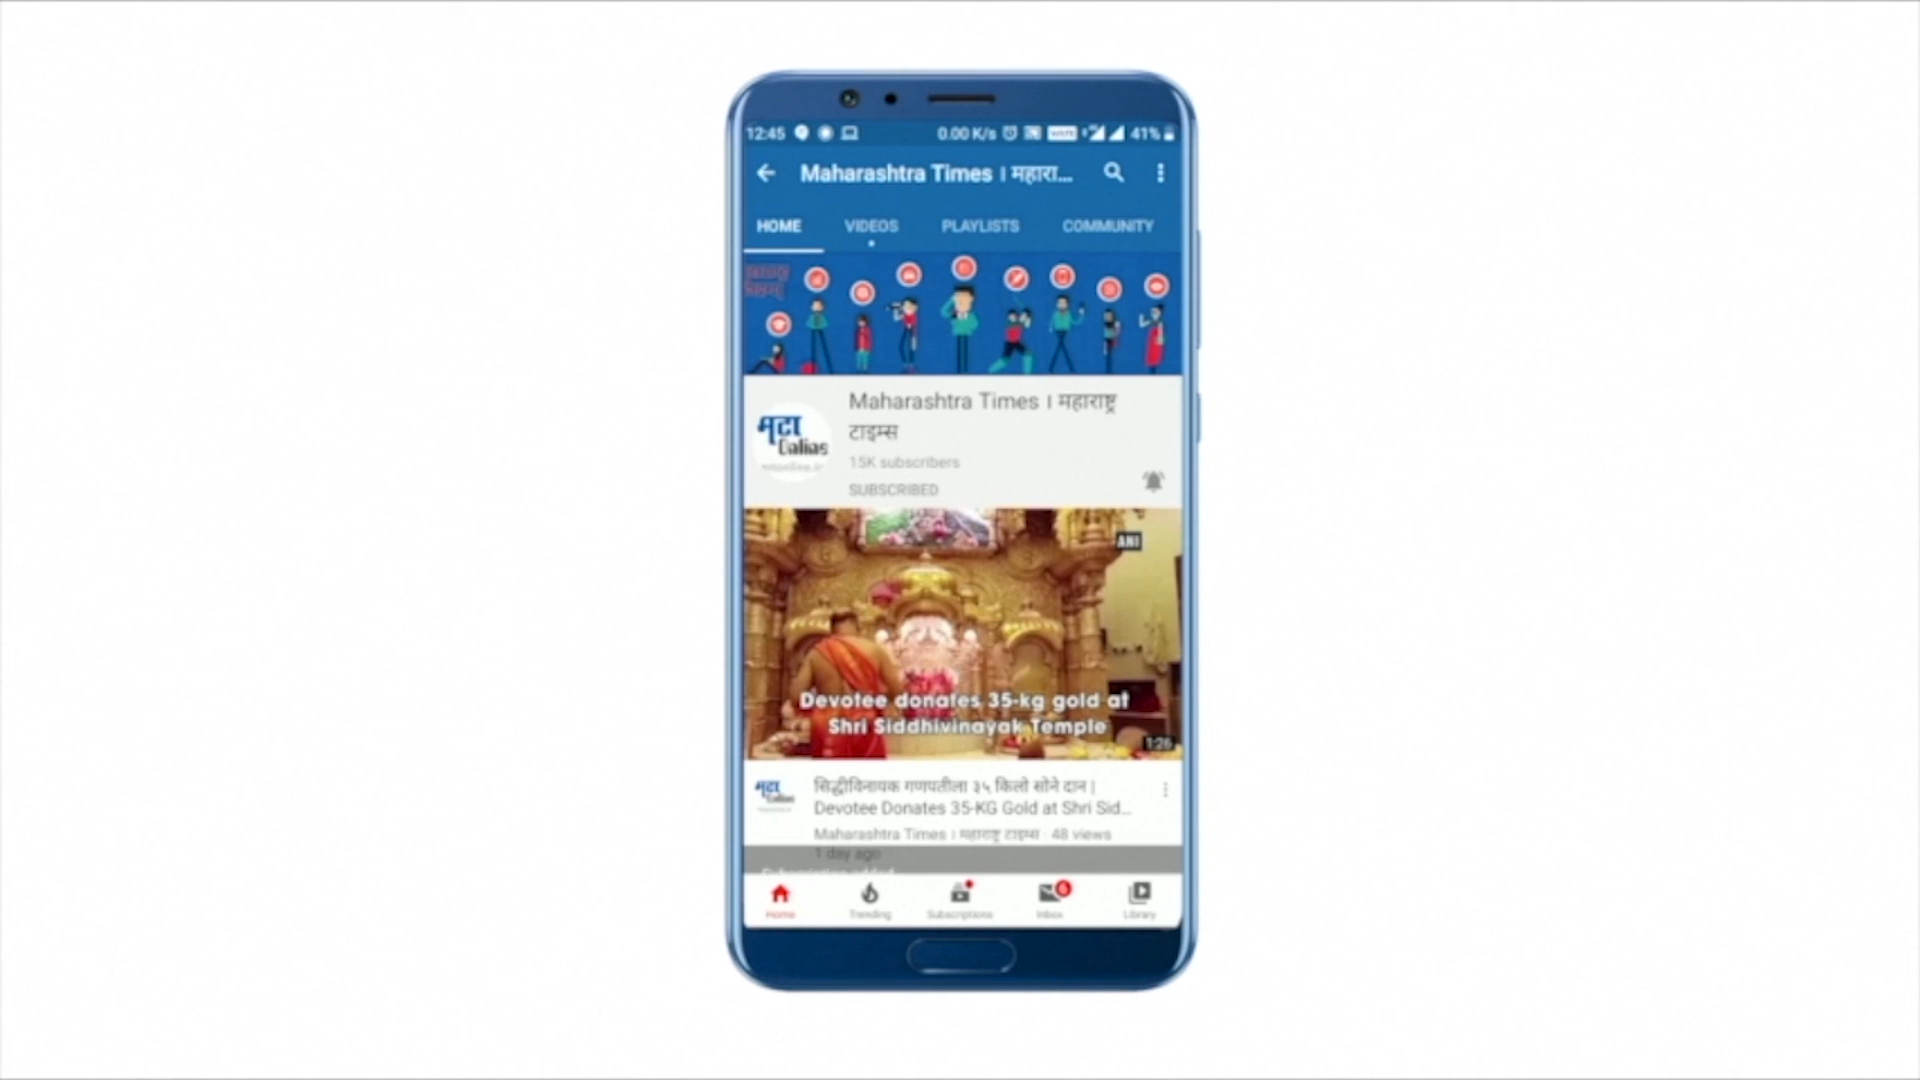 12:45
0.00 K/s
41%
Maharashtra Times । महारा...
HOME VIDEOS PLAYLISTS COMMUNITY
Maharashtra Times । महाराष्ट्र
टाइम्स
मटा
15K subscribers
SUBSCRIBED
ANI
Devotee donates 35-kg gold at
Shri Siddhivinayak Temple
1:26
सिद्धीविनायक गणपतीला ३५ किलो सोने दान |
Devotee Donates 35-KG Gold at Shri Sid...
Maharashtra Times । महाराष्ट्र टाइम्स · 48 views
1 day ago
6
Home Trending Subscriptions Inbox Library